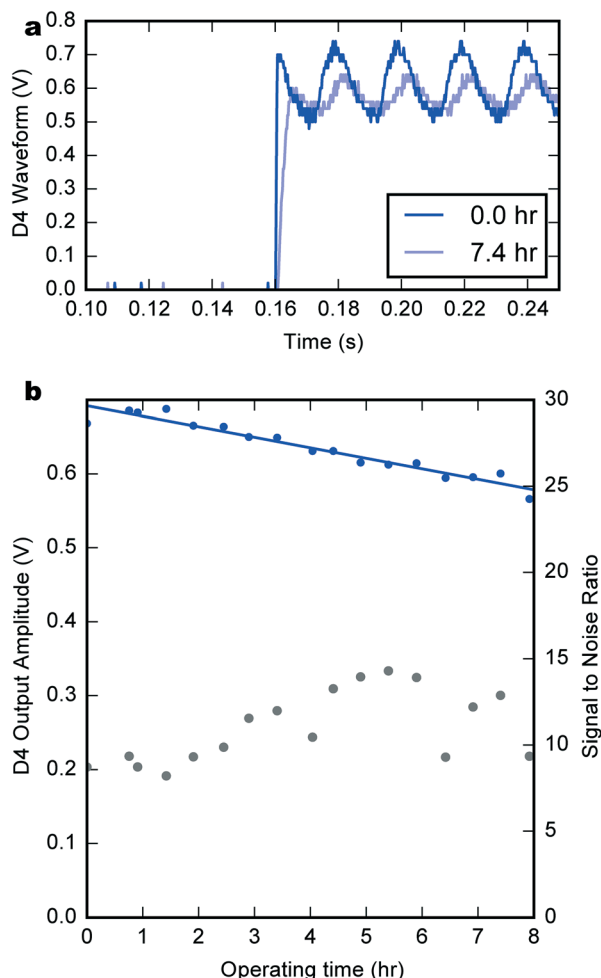 a
0.8
0.7
0.6
0.5
0.4
0.3
0.2
0.1
0.0
D4 Waveform (V)
0.0 hr
7.4 hr
0.10 0.12 0.14 0.16 0.18 0.20 0.22 0.24
Time (s)
b
0.6
0.5
0.4
0.3
0.2
0.1
0.0
D4 Output Amplitude (V)
30
25
20
15
10
5
0
Signal to Noise Ratio
0 1 2 3 4 5 6 7 8
Operating time (hr)